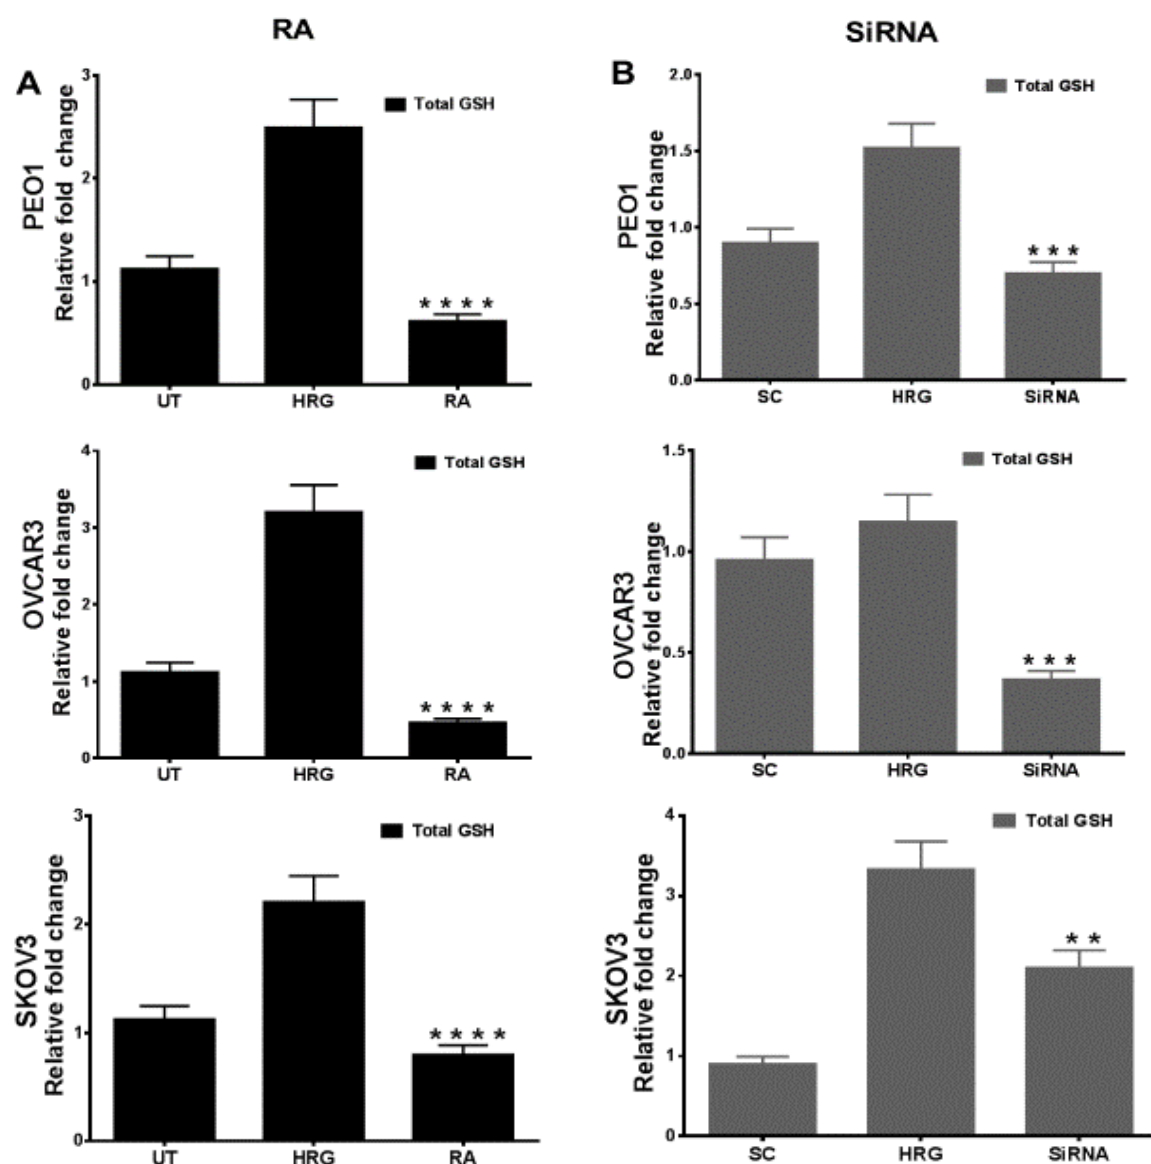 RA
SiRNA
A
B
PEO1
Relative fold change
3
2
1
0
Total GSH
* * * *
UT HRG RA
PEO1
Relative fold change
2.0
1.5
1.0
0.5
0.0
Total GSH
* * *
SC HRG SiRNA
OVCAR3
Relative fold change
4
3
2
1
0
Total GSH
* * * *
UT HRG RA
OVCAR3
Relative fold change
1.5
1.0
0.5
0.0
Total GSH
* * *
SC HRG SiRNA
SKOV3
Relative fold change
3
2
1
0
Total GSH
* * * *
UT HRG RA
SKOV3
Relative fold change
4
3
2
1
0
Total GSH
* *
SC HRG SiRNA